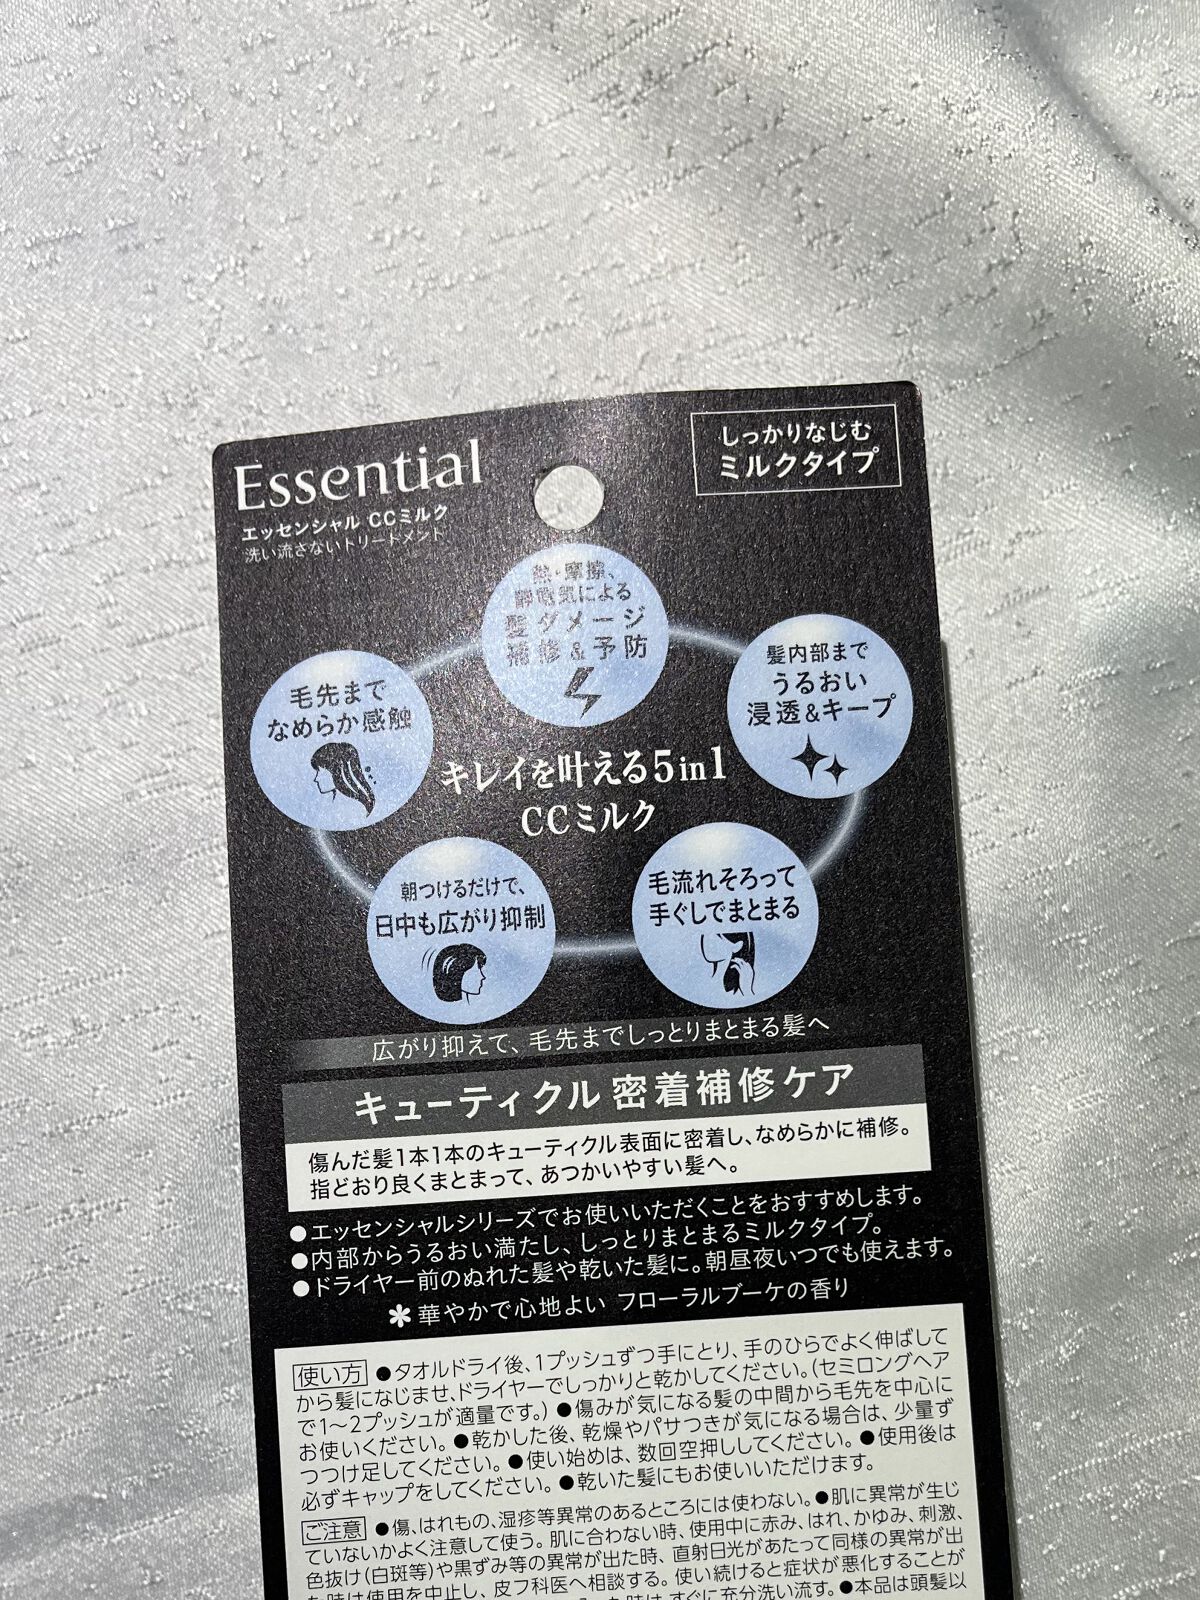 Essential
エッセンシャル CCミルク
洗い流さないトリートメント
しっかりなじむ
ミルクタイプ
熱・摩擦、
静電気による
髪ダメージ
補修&予防
毛先まで
なめらか感触
髪内部まで
うるおい
浸透&キープ
キレイを叶える5in1
CCミルク
朝つけるだけで、
日中も広がり抑制
毛流れそろって
手ぐしでまとまる
広がり抑えて、毛先までしっとりまとまる髪へ
キューティクル 密着補修ケア
傷んだ髪1本1本のキューティクル表面に密着し、なめらかに補修。
指どおり良くまとまって、あつかいやすい髪へ。
●エッセンシャルシリーズでお使いいただくことをおすすめします。
●内部からうるおい満たし、しっとりまとまるミルクタイプ。
●ドライヤー前のぬれた髪や乾いた髪に。朝昼夜いつでも使えます。
＊華やかで心地よい フローラルブーケの香り
使い方 ●タオルドライ後、1プッシュずつ手にとり、手のひらでよく伸ばして
から髪になじませ、ドライヤーでしっかりと乾かしてください。(セミロングヘア
で1〜2プッシュが適量です。) ●傷みが気になる髪の中間から毛先を中心に
お使いください。●乾かした後、乾燥やパサつきが気になる場合は、少量ず
つつけ足してください。●使い始めは、数回空押ししてください。●使用後は
必ずキャップをしてください。●乾いた髪にもお使いいただけます。
ご注意 ●傷、はれもの、湿疹等異常のあるところには使わない。●肌に異常が生じ
ていないかよく注意して使う。肌に合わない時、使用中に赤み、はれ、かゆみ、刺激、
色抜け(白斑等)や黒ずみ等の異常が出た時、直射日光があたって同様の異常が出
た時は使用を中止し、皮フ科医へ相談する。使い続けると症状が悪化することが
た時は、すぐに充分洗い流す。●本品は頭髪以